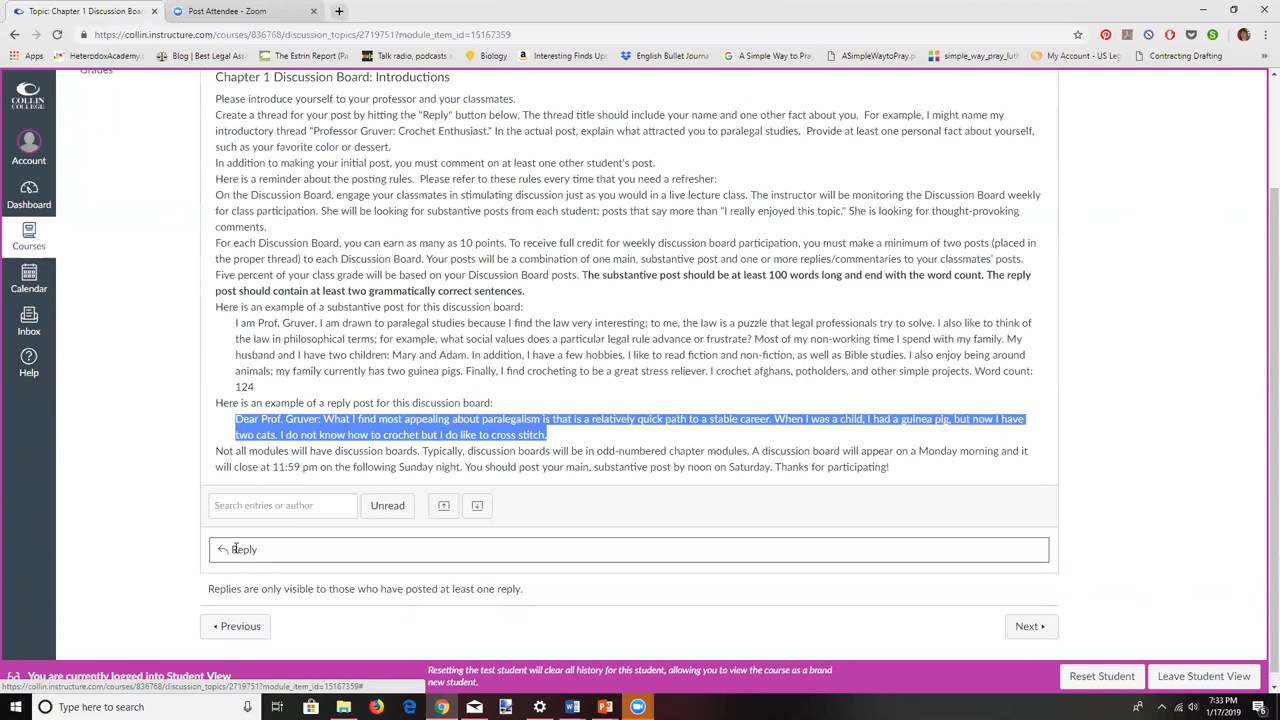 Topic: Chapter 1 Discussion Boar
Post Attendee
https://collin.instructure.com/courses/836768/discussion_topics/2719751?module_item_id=15167359
Apps
HeterodoxAcademy.o
Blog | Best Legal Ass
The Estrin Report (Pa
Talk radio, podcasts
Biology
Interesting Finds Upd
English Bullet Journal
A Simple Way to Pray
ASimpleWaytoPray.p
simple_way_pray_luth
My Account - US Leg
Contracting Drafting
Grades
COLLIN
COLLEGE
Account
Dashboard
Courses
Calendar
Inbox
Help
Chapter 1 Discussion Board: Introductions
Please introduce yourself to your professor and your classmates.
Create a thread for your post by hitting the "Reply" button below. The thread title should include your name and one other fact about you. For example, I might name my
introductory thread "Professor Gruver: Crochet Enthusiast." In the actual post, explain what attracted you to paralegal studies. Provide at least one personal fact about yourself,
such as your favorite color or dessert.
In addition to making your initial post, you must comment on at least one other student's post.
Here is a reminder about the posting rules. Please refer to these rules every time that you need a refresher:
On the Discussion Board, engage your classmates in stimulating discussion just as you would in a live lecture class. The instructor will be monitoring the Discussion Board weekly
for class participation. She will be looking for substantive posts from each student: posts that say more than "I really enjoyed this topic." She is looking for thought-provoking
comments.
For each Discussion Board, you can earn as many as 10 points. To receive full credit for weekly discussion board participation, you must make a minimum of two posts (placed in
the proper thread) to each Discussion Board. Your posts will be a combination of one main, substantive post and one or more replies/commentaries to your classmates' posts.
Five percent of your class grade will be based on your Discussion Board posts. The substantive post should be at least 100 words long and end with the word count. The reply
post should contain at least two grammatically correct sentences.
Here is an example of a substantive post for this discussion board:
I am Prof. Gruver. I am drawn to paralegal studies because I find the law very interesting; to me, the law is a puzzle that legal professionals try to solve. I also like to think of
the law in philosophical terms; for example, what social values does a particular legal rule advance or frustrate? Most of my non-working time I spend with my family. My
husband and I have two children: Mary and Adam. In addition, I have a few hobbies. I like to read fiction and non-fiction, as well as Bible studies. I also enjoy being around
animals; my family currently has two guinea pigs. Finally, I find crocheting to be a great stress reliever. I crochet afghans, potholders, and other simple projects. Word count:
124
Here is an example of a reply post for this discussion board:
Dear Prof. Gruver: What I find most appealing about paralegalism is that is a relatively quick path to a stable career. When I was a child, I had a guinea pig, but now I have
two cats. I do not know how to crochet but I do like to cross stitch.
Not all modules will have discussion boards. Typically, discussion boards will be in odd-numbered chapter modules. A discussion board will appear on a Monday morning and it
will close at 11:59 pm on the following Sunday night. You should post your main, substantive post by noon on Saturday. Thanks for participating!
Search entries or author
Unread
Reply
Replies are only visible to those who have posted at least one reply.
Previous
Next
You are currently logged into Student View
Resetting the test student will clear all history for this student, allowing you to view the course as a brand
new student.
Reset Student
Leave Student View
https://collin.instructure.com/courses/836768/discussion_topics/2719751?module_item_id=15167359#
Type here to search
7:33 PM
1/17/2019